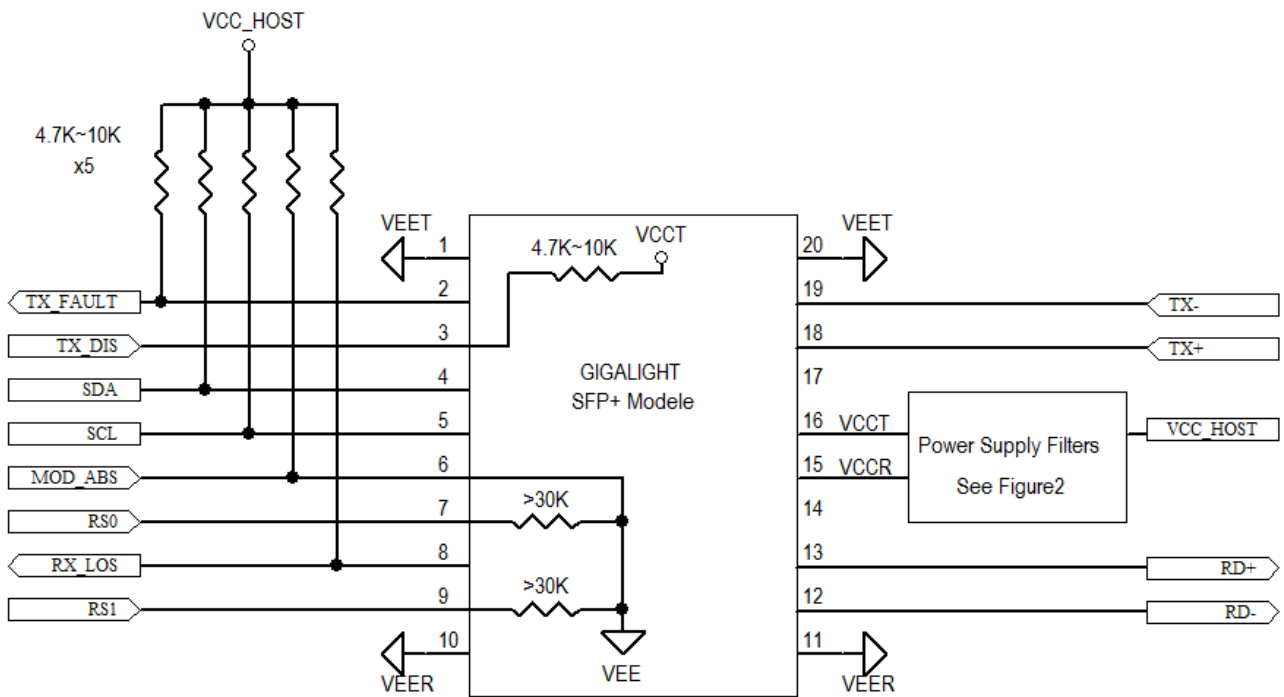 VCC_HOST
4.7K~10K
x5
VEET
1
4.7K~10K
VCCT
20
VEET
TX_FAULT
2
19
TX-
TX_DIS
3
18
TX+
SDA
4
GIGALIGHT
SFP+ Modele
17
SCL
5
16
VCCT
Power Supply Filters
See Figure2
VCC_HOST
MOD_ABS
6
15
VCCR
RS0
7
>30K
14
RX_LOS
8
13
RD+
RS1
9
>30K
12
RD-
10
VEER
VEE
11
VEER